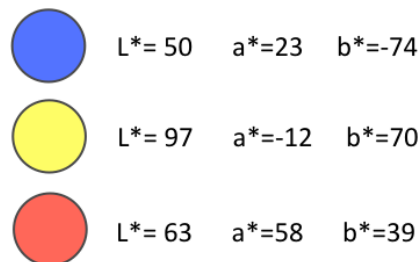 L*= 50 a*=23 b*=-74
L*= 97 a*=-12 b*=70
L*= 63 a*=58 b*=39